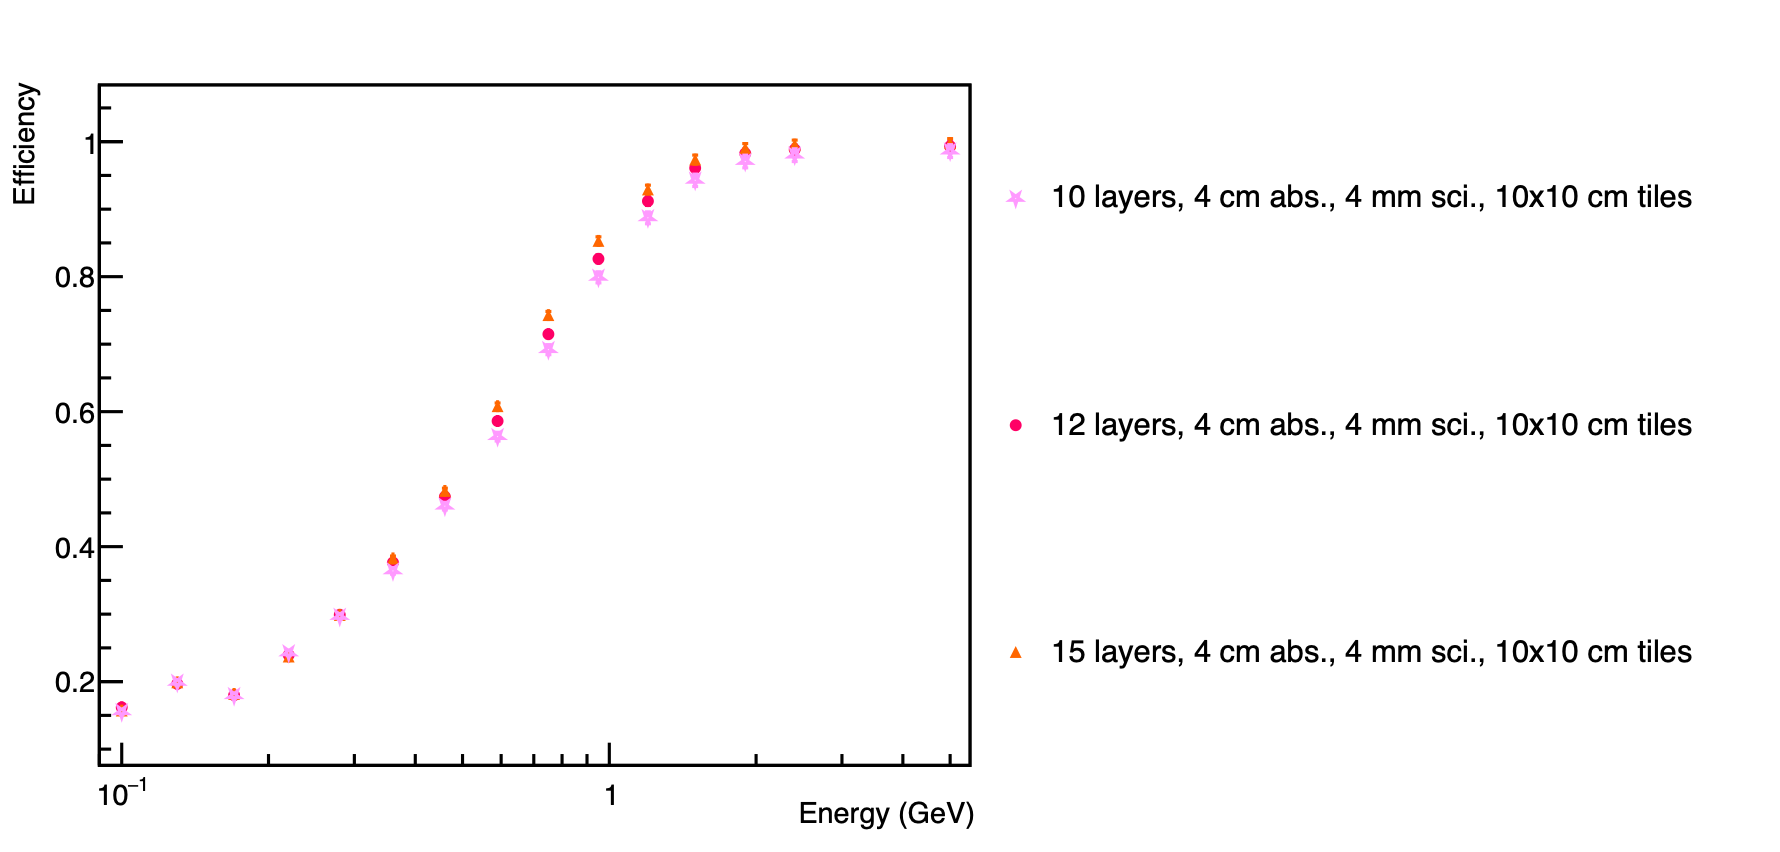 Efficiency
1
0.8
0.6
0.4
0.2
10⁻¹
1
Energy (GeV)
10 layers, 4 cm abs., 4 mm sci., 10x10 cm tiles
12 layers, 4 cm abs., 4 mm sci., 10x10 cm tiles
15 layers, 4 cm abs., 4 mm sci., 10x10 cm tiles